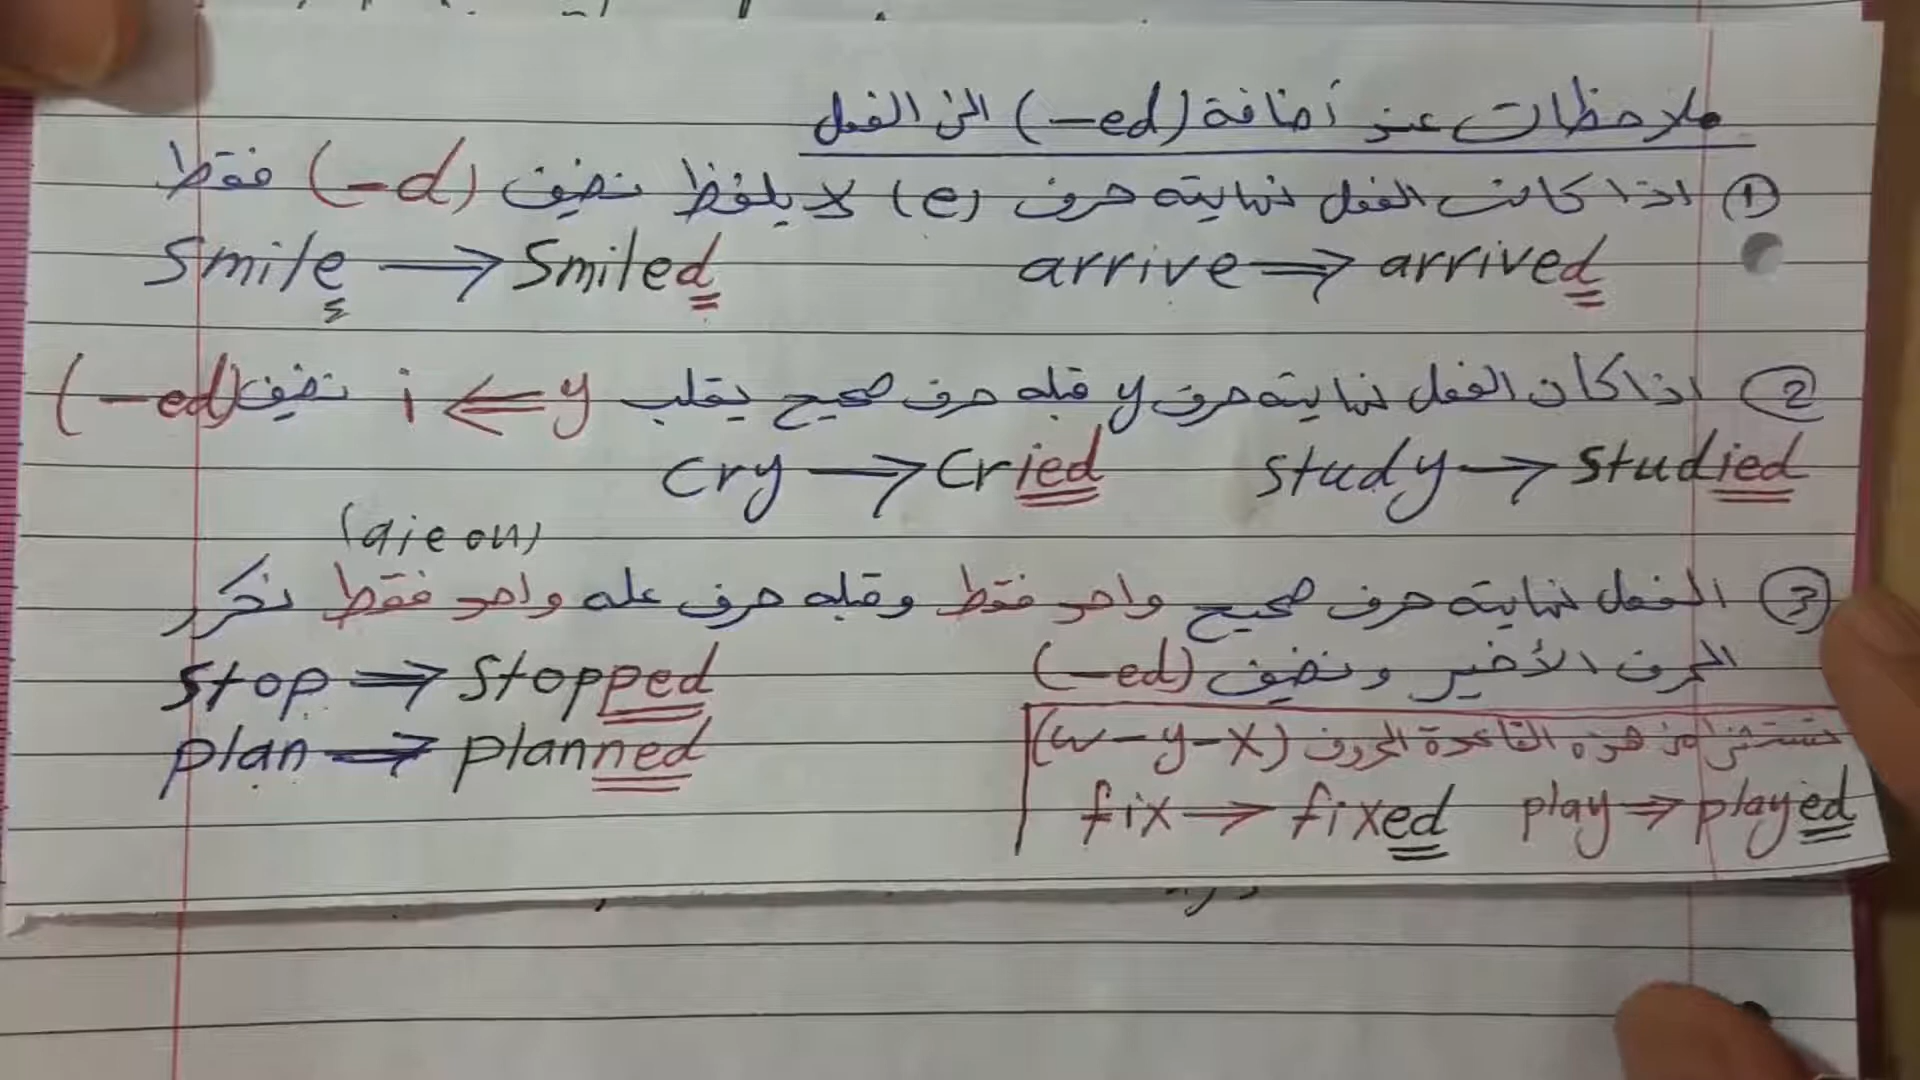 ملاحظات عند أضافة (ed-) الى الفعل
① اذا كانت الفعل نهايته حرف (e) لا يلفظ نضيف (d-) فقط
smile → smiled arrive → arrived
② اذا كان الفعل نهايته حرف y قبله حرف صحيح يقلب y ← i نضيف (ed-)
cry → cried study → studied
③ الفعل نهايته حرف صحيح واحد فقط وقبله حرف عله واحد فقط نكرر
الحرف الأخير ونضيف (ed-)
stop → stopped
plan → planned
من هذه القاعدة الحروف (w-y-x)
fix → fixed play → played